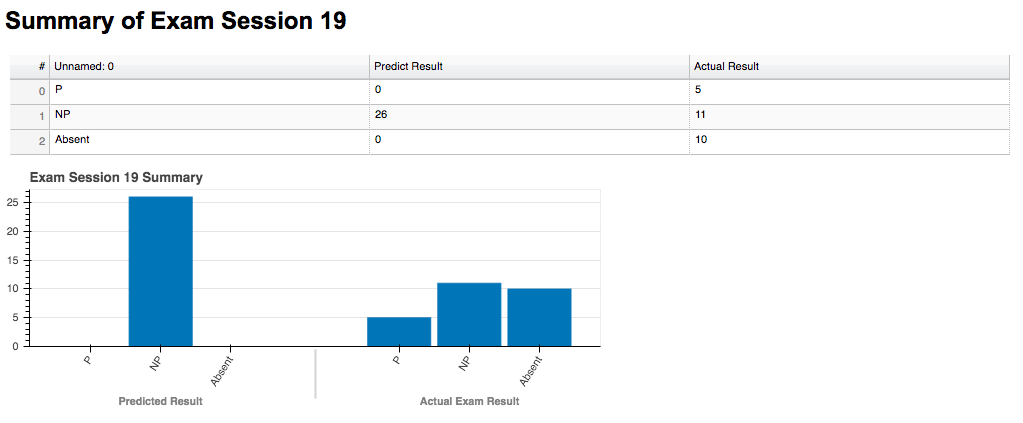 Summary of Exam Session 19
# Unnamed: 0 Predict Result Actual Result
0 P 0 5
1 NP 26 11
2 Absent 0 10
Exam Session 19 Summary
25
20
15
10
5
0
P NP Absent P NP Absent
Predicted Result Actual Exam Result